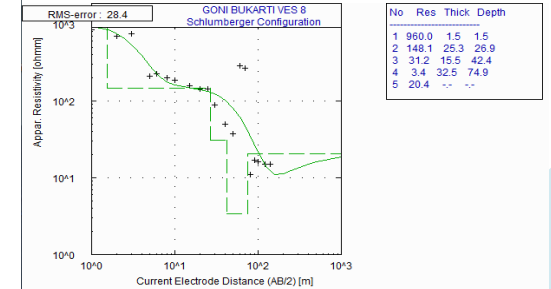 RMS-error : 28.4
GONI BUKARTI VES 8
Schlumberger Configuration
10^3
10^2
10^1
10^0
Appar. Resistivity [ohmm]
10^0 10^1 10^2 10^3
Current Electrode Distance (AB/2) [m]
No Res Thick Depth
1 960.0 1.5 1.5
2 148.1 25.3 26.9
3 31.2 15.5 42.4
4 3.4 32.5 74.9
5 20.4 -.- -.-